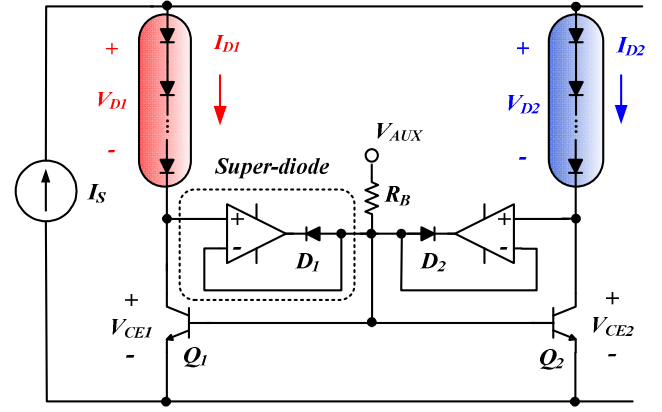 +
I_D1
V_D1
-
+
I_D2
V_D2
-
V_AUX
Super-diode
R_B
I_S
+
-
D_1
D_2
+
-
+
V_CE1
-
Q_1
+
V_CE2
-
Q_2